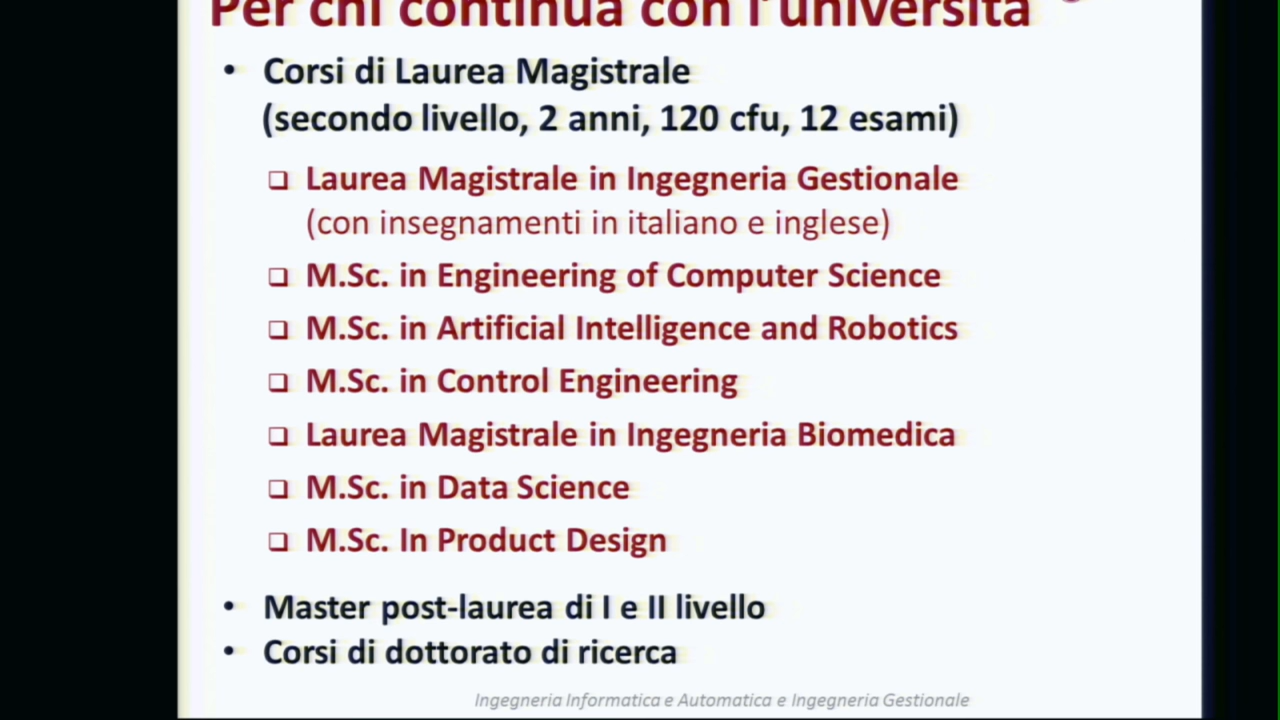 Per chi continua con l'università
• Corsi di Laurea Magistrale
(secondo livello, 2 anni, 120 cfu, 12 esami)
❑ Laurea Magistrale in Ingegneria Gestionale
(con insegnamenti in italiano e inglese)
❑ M.Sc. in Engineering of Computer Science
❑ M.Sc. in Artificial Intelligence and Robotics
❑ M.Sc. in Control Engineering
❑ Laurea Magistrale in Ingegneria Biomedica
❑ M.Sc. in Data Science
❑ M.Sc. In Product Design
• Master post-laurea di I e II livello
• Corsi di dottorato di ricerca
Ingegneria Informatica e Automatica e Ingegneria Gestionale